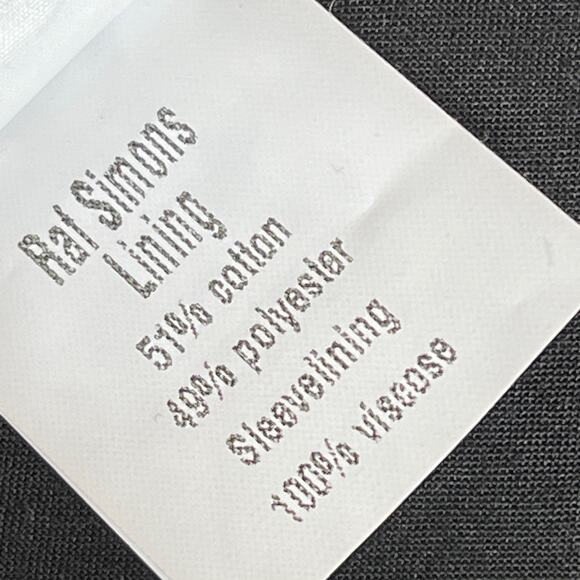 Raf Simons
Lining
51% cotton
49% polyester
Sleevelining
100% viscose